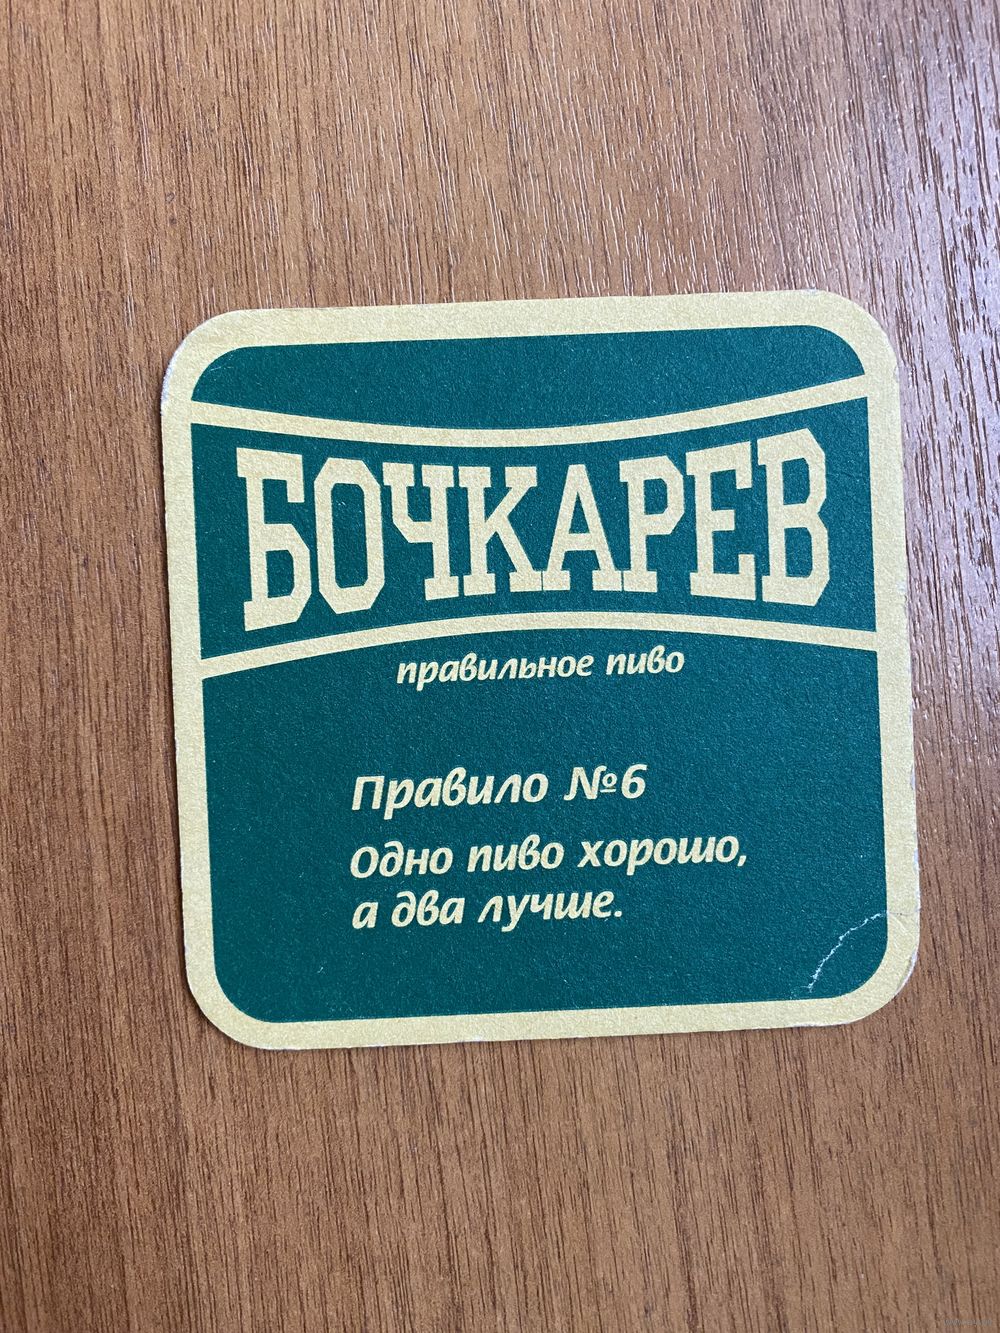 БОЧКАРЕВ
правильное пиво
Правило №6
Одно пиво хорошо,
а два лучше.